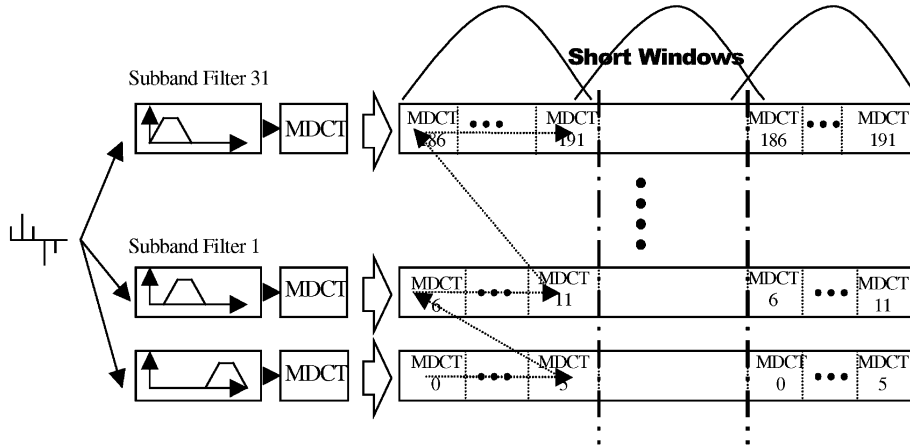 Short Windows
Subband Filter 31
MDCT
MDCT MDCT MDCT MDCT
186 191 186 191
Subband Filter 1
MDCT
MDCT MDCT MDCT MDCT
6 11 6 11
MDCT
MDCT MDCT MDCT MDCT
0 5 0 5